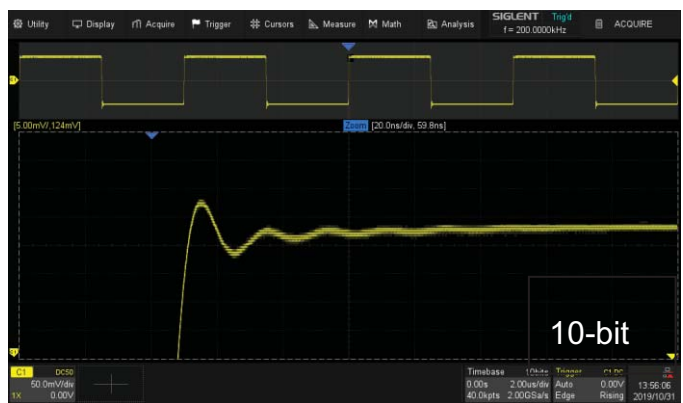 Utility Display Acquire Trigger Cursors Measure Math Analysis SIGLENT Trig'd ACQUIRE
f = 200.0000kHz
[5.00mV/,124mV] Zoom [20.0ns/div, 59.8ns]
10-bit
C1 DC50 Timebase 10bits Trigger C1 DC
50.0mV/div 0.00s 2.00us/div Auto 0.00V 13:56:06
1X 0.00V 40.0kpts 2.00GSa/s Edge Rising 2019/10/31